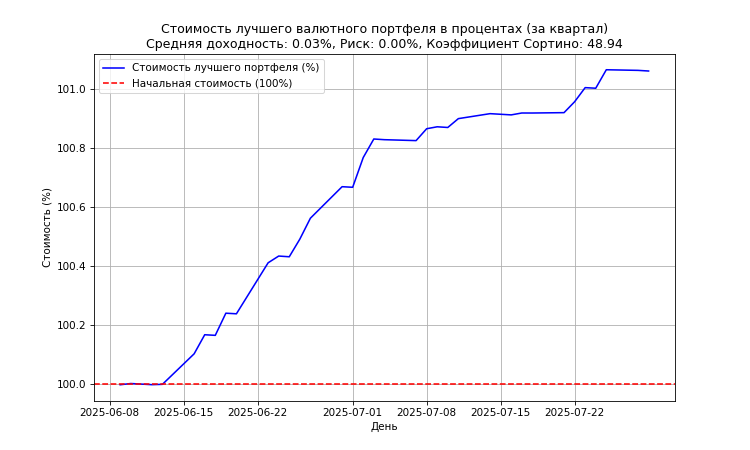 Стоимость лучшего валютного портфеля в процентах (за квартал)
Средняя доходность: 0.03%, Риск: 0.00%, Коэффициент Сортино: 48.94
Стоимость лучшего портфеля (%)
Начальная стоимость (100%)
Стоимость (%)
101.0
100.8
100.6
100.4
100.2
100.0
2025-06-08 2025-06-15 2025-06-22 2025-07-01 2025-07-08 2025-07-15 2025-07-22
День